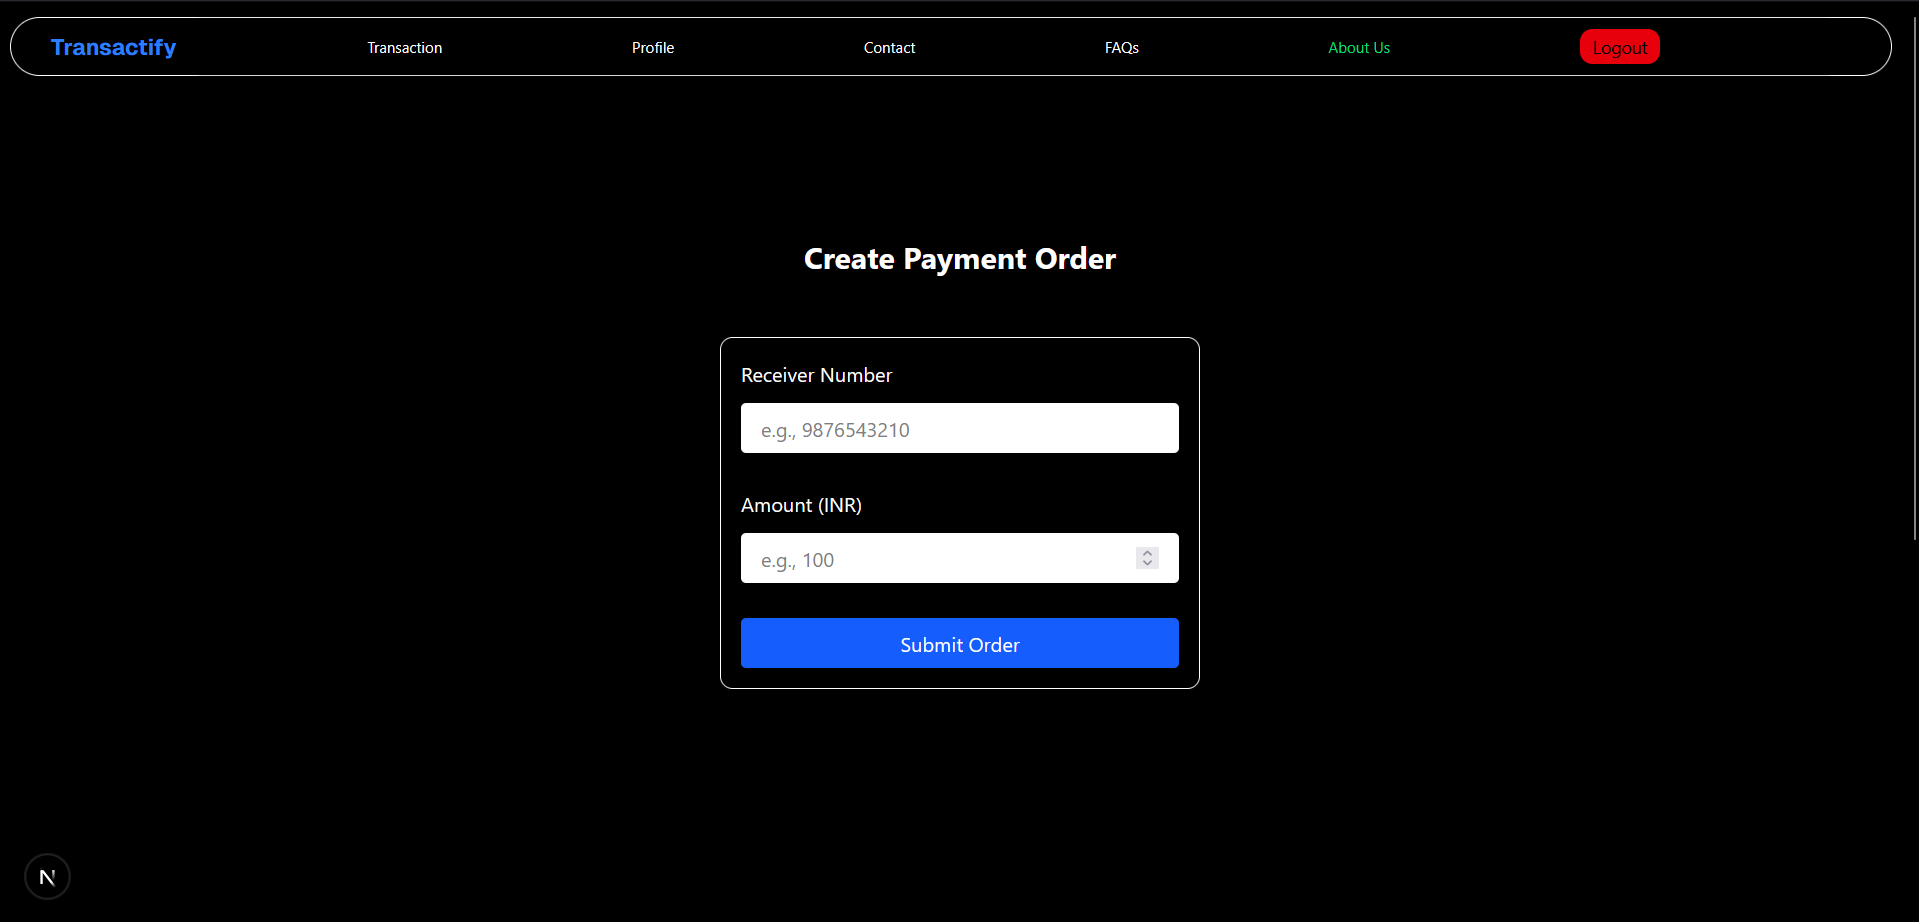 Transactify Transaction Profile Contact FAQs About Us Logout
Create Payment Order
Receiver Number
e.g., 9876543210
Amount (INR)
e.g., 100
Submit Order
N